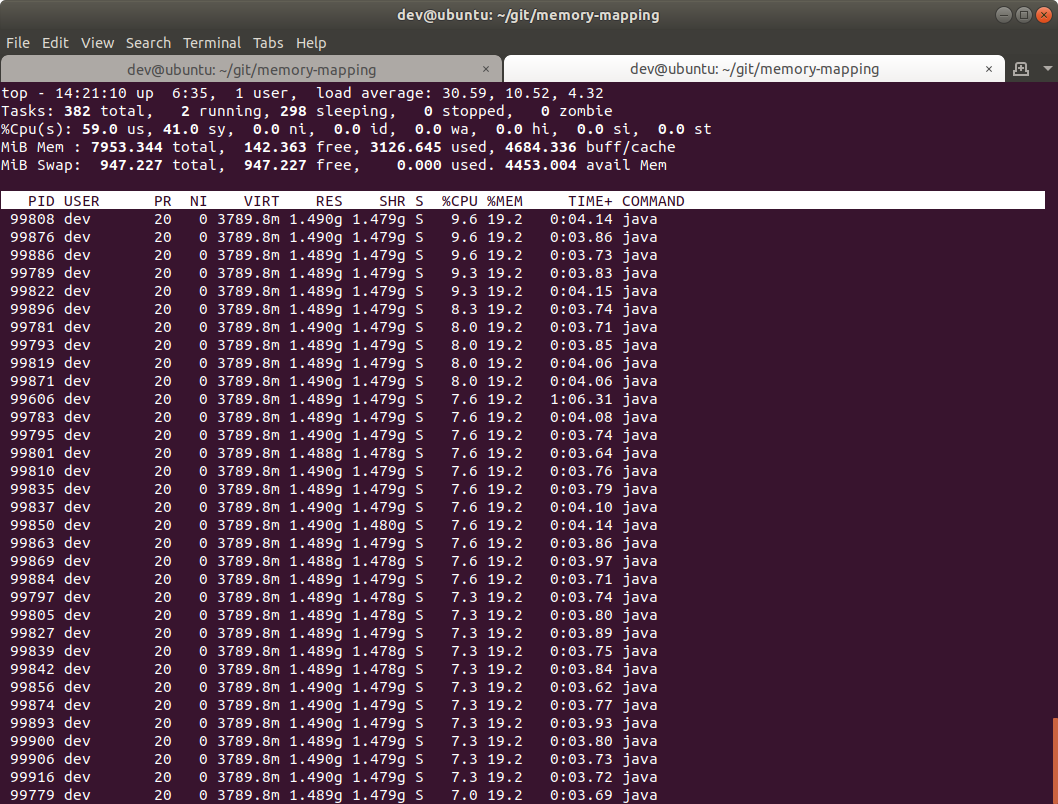 dev@ubuntu: ~/git/memory-mapping
File Edit View Search Terminal Tabs Help
dev@ubuntu: ~/git/memory-mapping × dev@ubuntu: ~/git/memory-mapping ×
top - 14:21:10 up  6:35,  1 user,  load average: 30.59, 10.52, 4.32
Tasks: 382 total,   2 running, 298 sleeping,   0 stopped,   0 zombie
%Cpu(s): 59.0 us, 41.0 sy,  0.0 ni,  0.0 id,  0.0 wa,  0.0 hi,  0.0 si,  0.0 st
MiB Mem : 7953.344 total,  142.363 free, 3126.645 used, 4684.336 buff/cache
MiB Swap:  947.227 total,  947.227 free,    0.000 used. 4453.004 avail Mem
PID USER      PR  NI    VIRT    RES    SHR S  %CPU %MEM     TIME+ COMMAND
99808 dev       20   0 3789.8m 1.490g 1.479g S   9.6 19.2   0:04.14 java
99876 dev       20   0 3789.8m 1.490g 1.479g S   9.6 19.2   0:03.86 java
99886 dev       20   0 3789.8m 1.489g 1.479g S   9.6 19.2   0:03.73 java
99789 dev       20   0 3789.8m 1.490g 1.479g S   9.3 19.2   0:03.83 java
99822 dev       20   0 3789.8m 1.489g 1.479g S   9.3 19.2   0:04.15 java
99896 dev       20   0 3789.8m 1.489g 1.479g S   8.3 19.2   0:03.74 java
99781 dev       20   0 3789.8m 1.490g 1.479g S   8.0 19.2   0:03.71 java
99793 dev       20   0 3789.8m 1.489g 1.479g S   8.0 19.2   0:03.85 java
99819 dev       20   0 3789.8m 1.489g 1.479g S   8.0 19.2   0:04.06 java
99871 dev       20   0 3789.8m 1.490g 1.479g S   8.0 19.2   0:04.06 java
99606 dev       20   0 3789.8m 1.489g 1.479g S   7.6 19.2   1:06.31 java
99783 dev       20   0 3789.8m 1.489g 1.479g S   7.6 19.2   0:04.08 java
99795 dev       20   0 3789.8m 1.490g 1.479g S   7.6 19.2   0:03.74 java
99801 dev       20   0 3789.8m 1.488g 1.478g S   7.6 19.2   0:03.64 java
99810 dev       20   0 3789.8m 1.490g 1.479g S   7.6 19.2   0:03.76 java
99835 dev       20   0 3789.8m 1.489g 1.479g S   7.6 19.2   0:03.79 java
99837 dev       20   0 3789.8m 1.490g 1.479g S   7.6 19.2   0:04.10 java
99850 dev       20   0 3789.8m 1.490g 1.480g S   7.6 19.2   0:04.14 java
99863 dev       20   0 3789.8m 1.489g 1.479g S   7.6 19.2   0:03.86 java
99869 dev       20   0 3789.8m 1.488g 1.478g S   7.6 19.2   0:03.97 java
99884 dev       20   0 3789.8m 1.490g 1.479g S   7.6 19.2   0:03.71 java
99797 dev       20   0 3789.8m 1.489g 1.478g S   7.3 19.2   0:03.74 java
99805 dev       20   0 3789.8m 1.489g 1.478g S   7.3 19.2   0:03.80 java
99827 dev       20   0 3789.8m 1.489g 1.479g S   7.3 19.2   0:03.89 java
99839 dev       20   0 3789.8m 1.489g 1.478g S   7.3 19.2   0:03.75 java
99842 dev       20   0 3789.8m 1.489g 1.478g S   7.3 19.2   0:03.84 java
99856 dev       20   0 3789.8m 1.490g 1.479g S   7.3 19.2   0:03.62 java
99874 dev       20   0 3789.8m 1.490g 1.479g S   7.3 19.2   0:03.77 java
99893 dev       20   0 3789.8m 1.490g 1.479g S   7.3 19.2   0:03.93 java
99900 dev       20   0 3789.8m 1.489g 1.479g S   7.3 19.2   0:03.80 java
99906 dev       20   0 3789.8m 1.490g 1.479g S   7.3 19.2   0:03.73 java
99916 dev       20   0 3789.8m 1.490g 1.479g S   7.3 19.2   0:03.72 java
99779 dev       20   0 3789.8m 1.489g 1.479g S   7.0 19.2   0:03.69 java